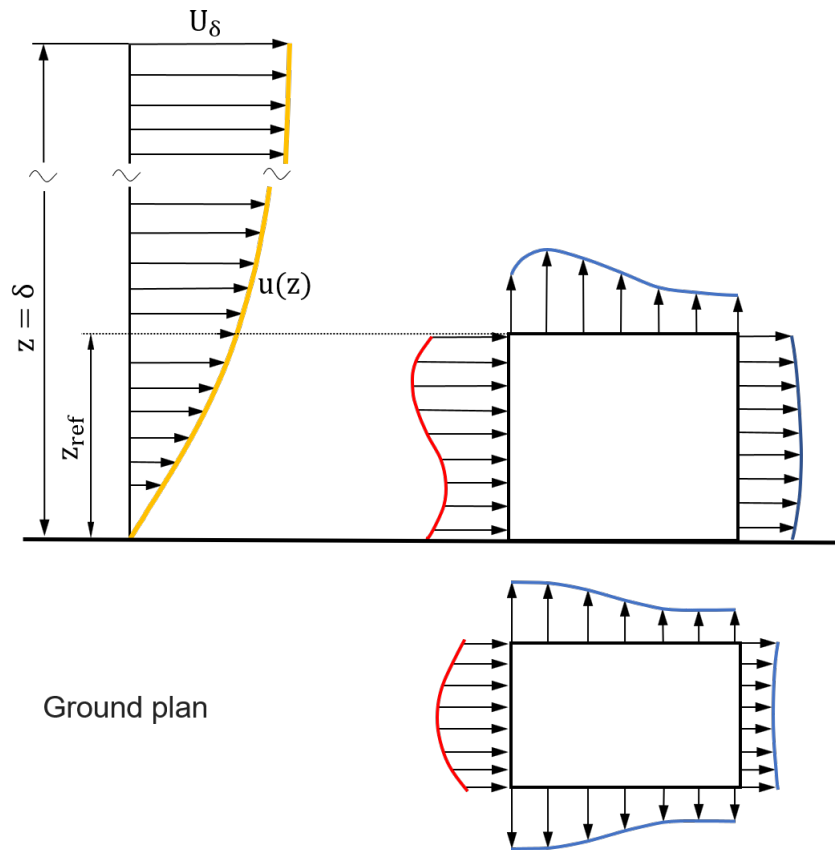 U_δ
u(z)
z = δ
z_ref
Ground plan